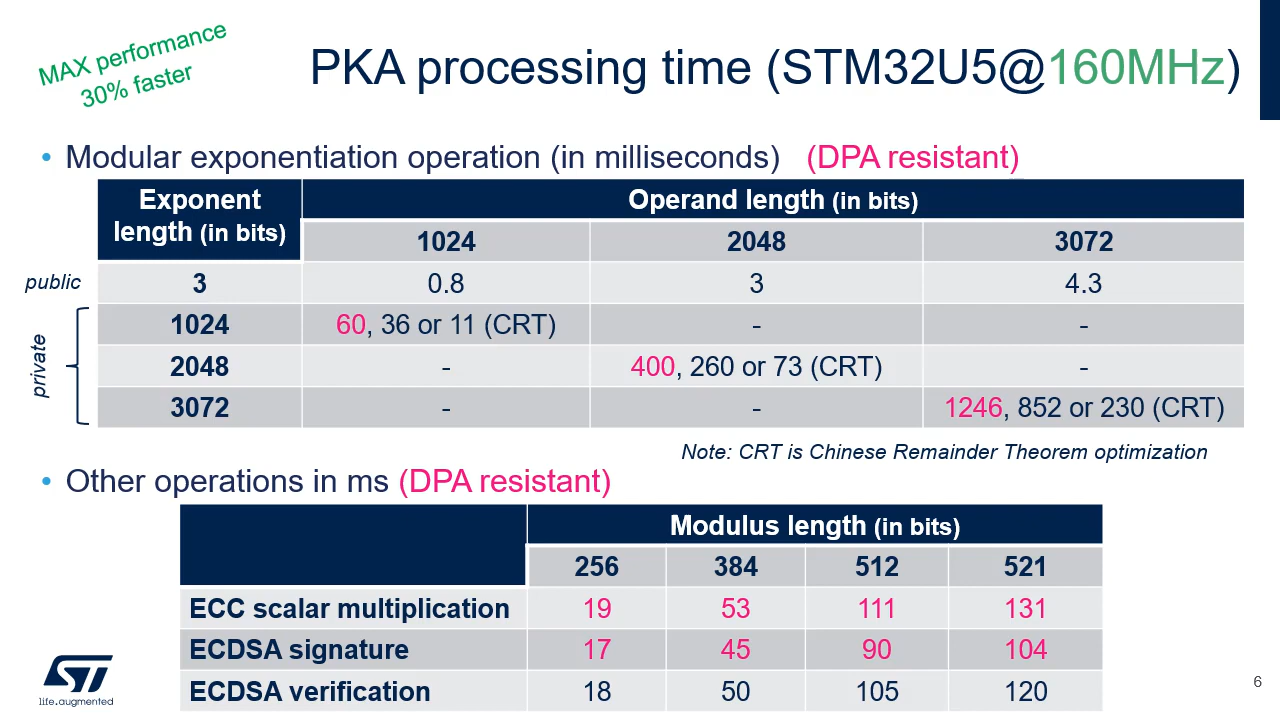 MAX performance
30% faster
PKA processing time (STM32U5@160MHz)
• Modular exponentiation operation (in milliseconds) (DPA resistant)
Exponent length (in bits) Operand length (in bits)
1024 2048 3072
public 3 0.8 3 4.3
private
1024 60, 36 or 11 (CRT) - -
2048 - 400, 260 or 73 (CRT) -
3072 - - 1246, 852 or 230 (CRT)
Note: CRT is Chinese Remainder Theorem optimization
• Other operations in ms (DPA resistant)
Modulus length (in bits)
256 384 512 521
ECC scalar multiplication 19 53 111 131
ECDSA signature 17 45 90 104
ECDSA verification 18 50 105 120
ST
life.augmented
6